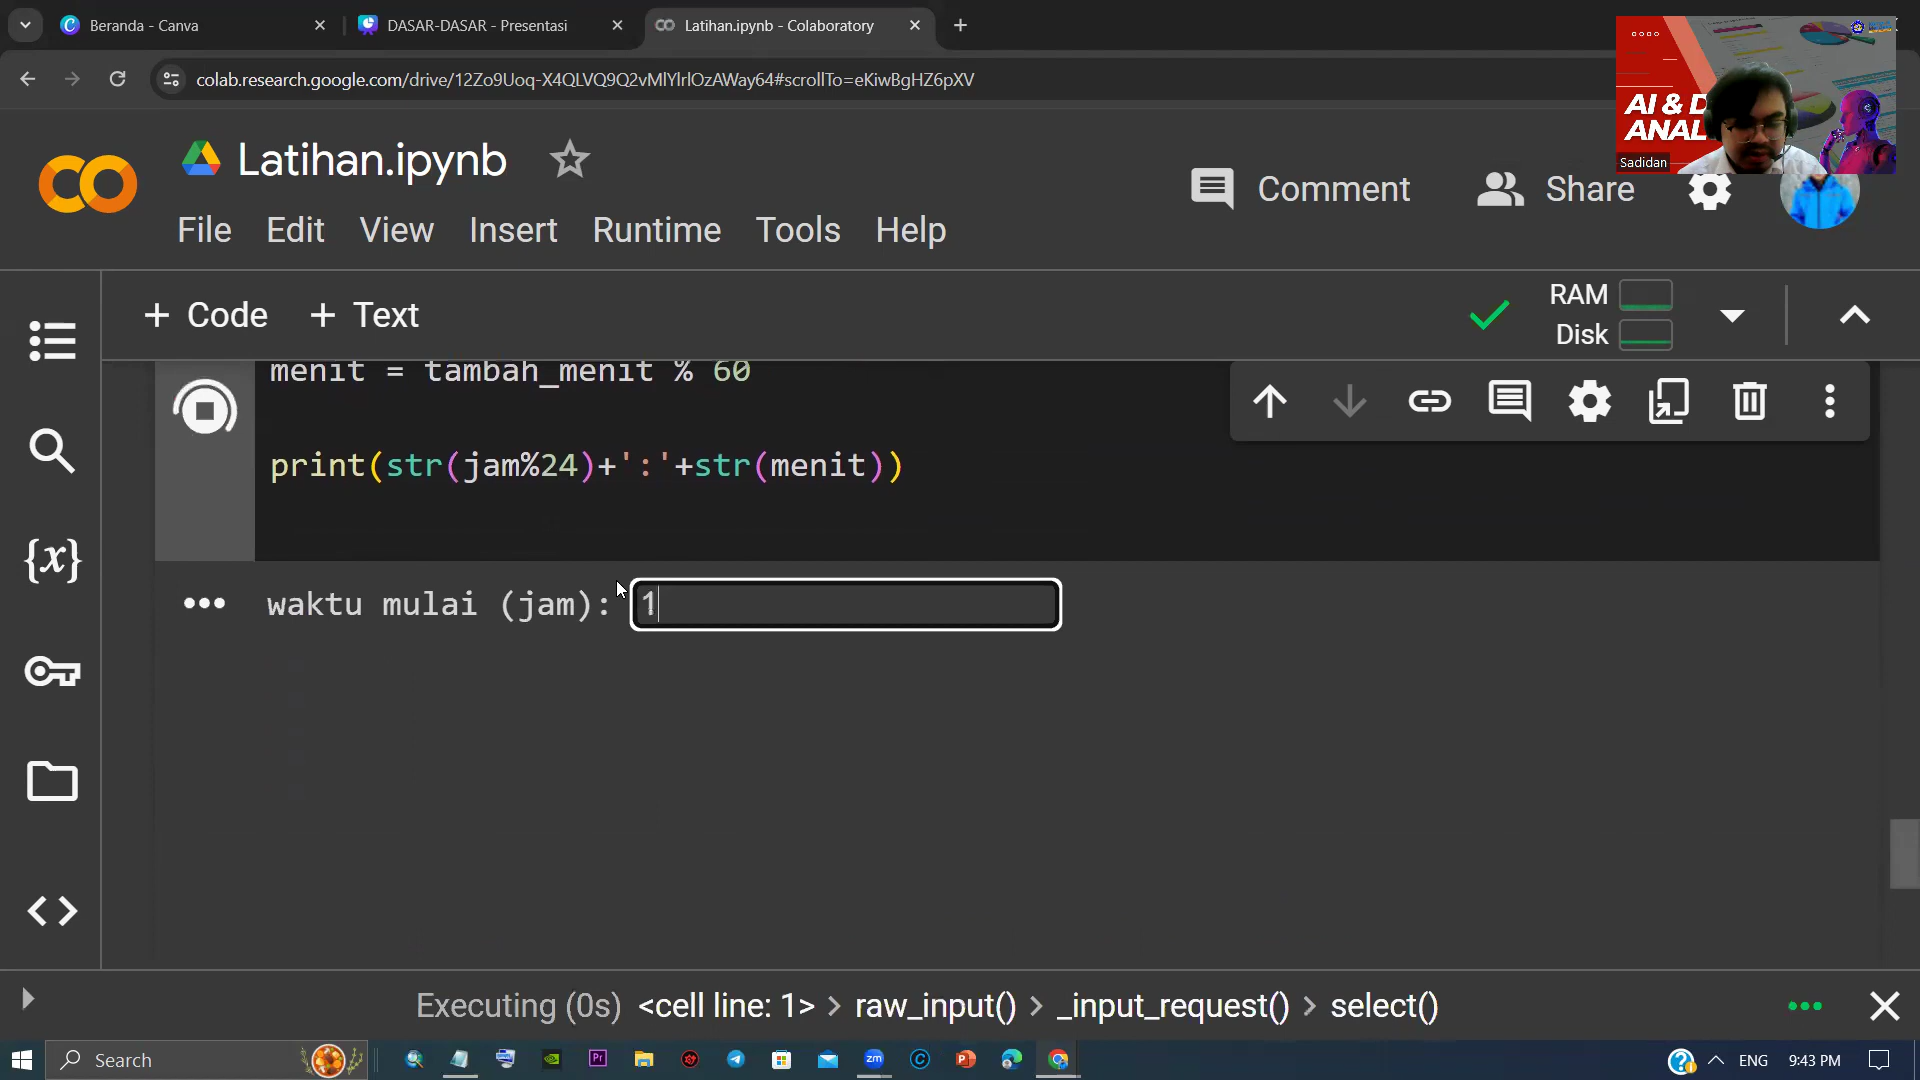 Beranda - Canva
DASAR-DASAR - Presentasi
Latihan.ipynb - Colaboratory
colab.research.google.com/drive/12Zo9Uoq-X4QLVQ9Q2vMlYlrlOzAWay64#scrollTo=eKiwBgHZ6pXV
AI & D
ANAL
Sadidan
Latihan.ipynb
Comment
Share
File Edit View Insert Runtime Tools Help
+ Code + Text
RAM
Disk
menit = tambah_menit % 60
print(str(jam%24)+':'+str(menit))
waktu mulai (jam): 1
Executing (0s) <cell line: 1> > raw_input() > _input_request() > select()
Search
ENG
9:43 PM